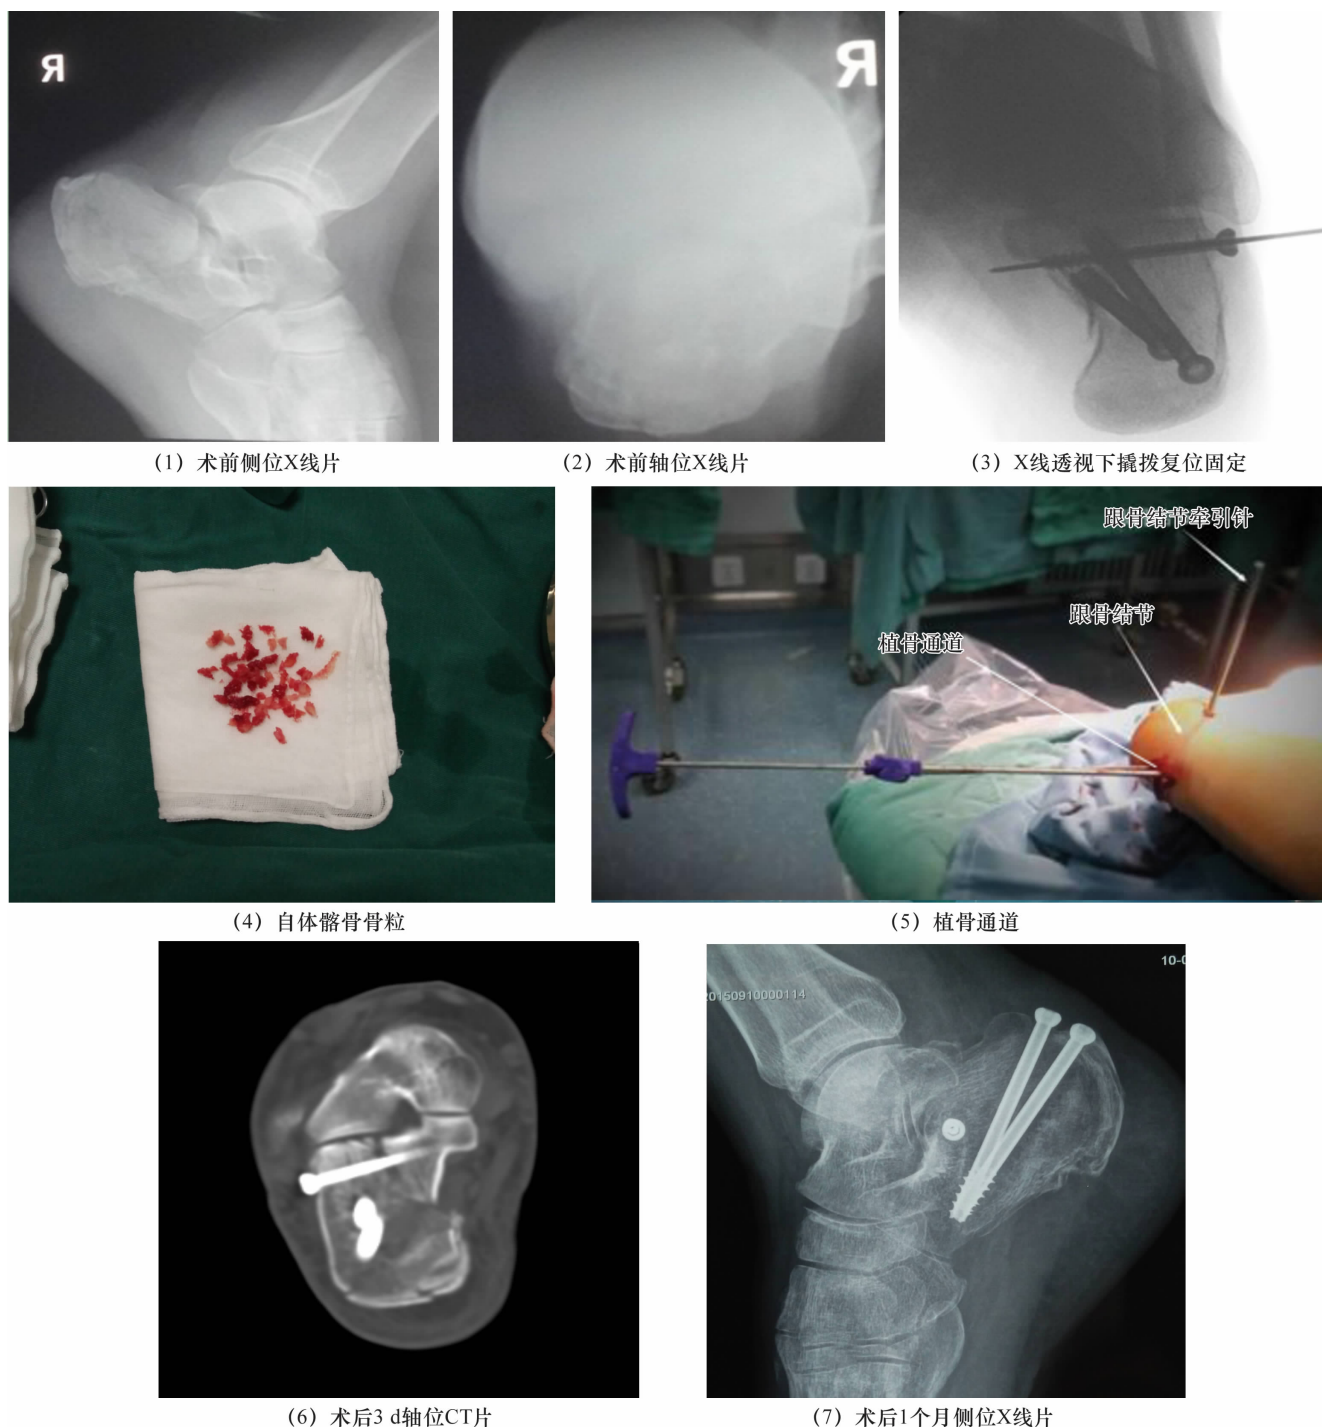 R
R
(1) 术前侧位X线片
(2) 术前轴位X线片
(3) X线透视下撬拨复位固定
跟骨结节牵引针
跟骨结节
植骨通道
(4) 自体髂骨骨粒
(5) 植骨通道
10-0
20150910000114
(6) 术后3 d轴位CT片
(7) 术后1个月侧位X线片